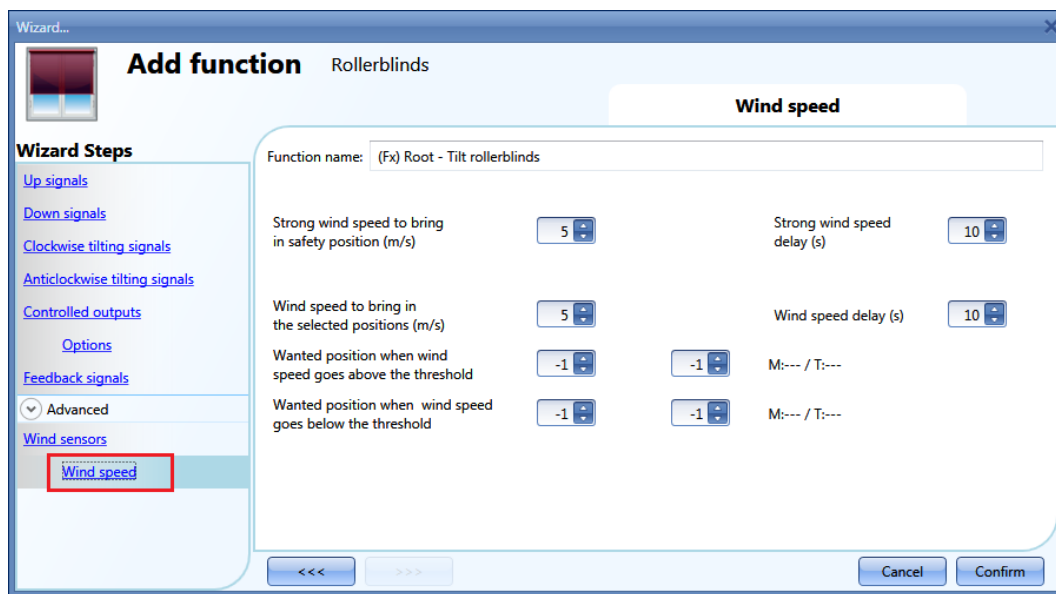 Wizard...
Add function Rollerblinds
Wind speed
Wizard Steps
Up signals
Down signals
Clockwise tilting signals
Anticlockwise tilting signals
Controlled outputs
Options
Feedback signals
Advanced
Wind sensors
Wind speed
Function name: (Fx) Root - Tilt rollerblinds
Strong wind speed to bring
in safety position (m/s)
5
Strong wind speed
delay (s)
10
Wind speed to bring in
the selected positions (m/s)
5
Wind speed delay (s)
10
Wanted position when wind
speed goes above the threshold
-1
-1
M:--- / T:---
Wanted position when wind speed
goes below the threshold
-1
-1
M:--- / T:---
<<<
>>>
Cancel
Confirm